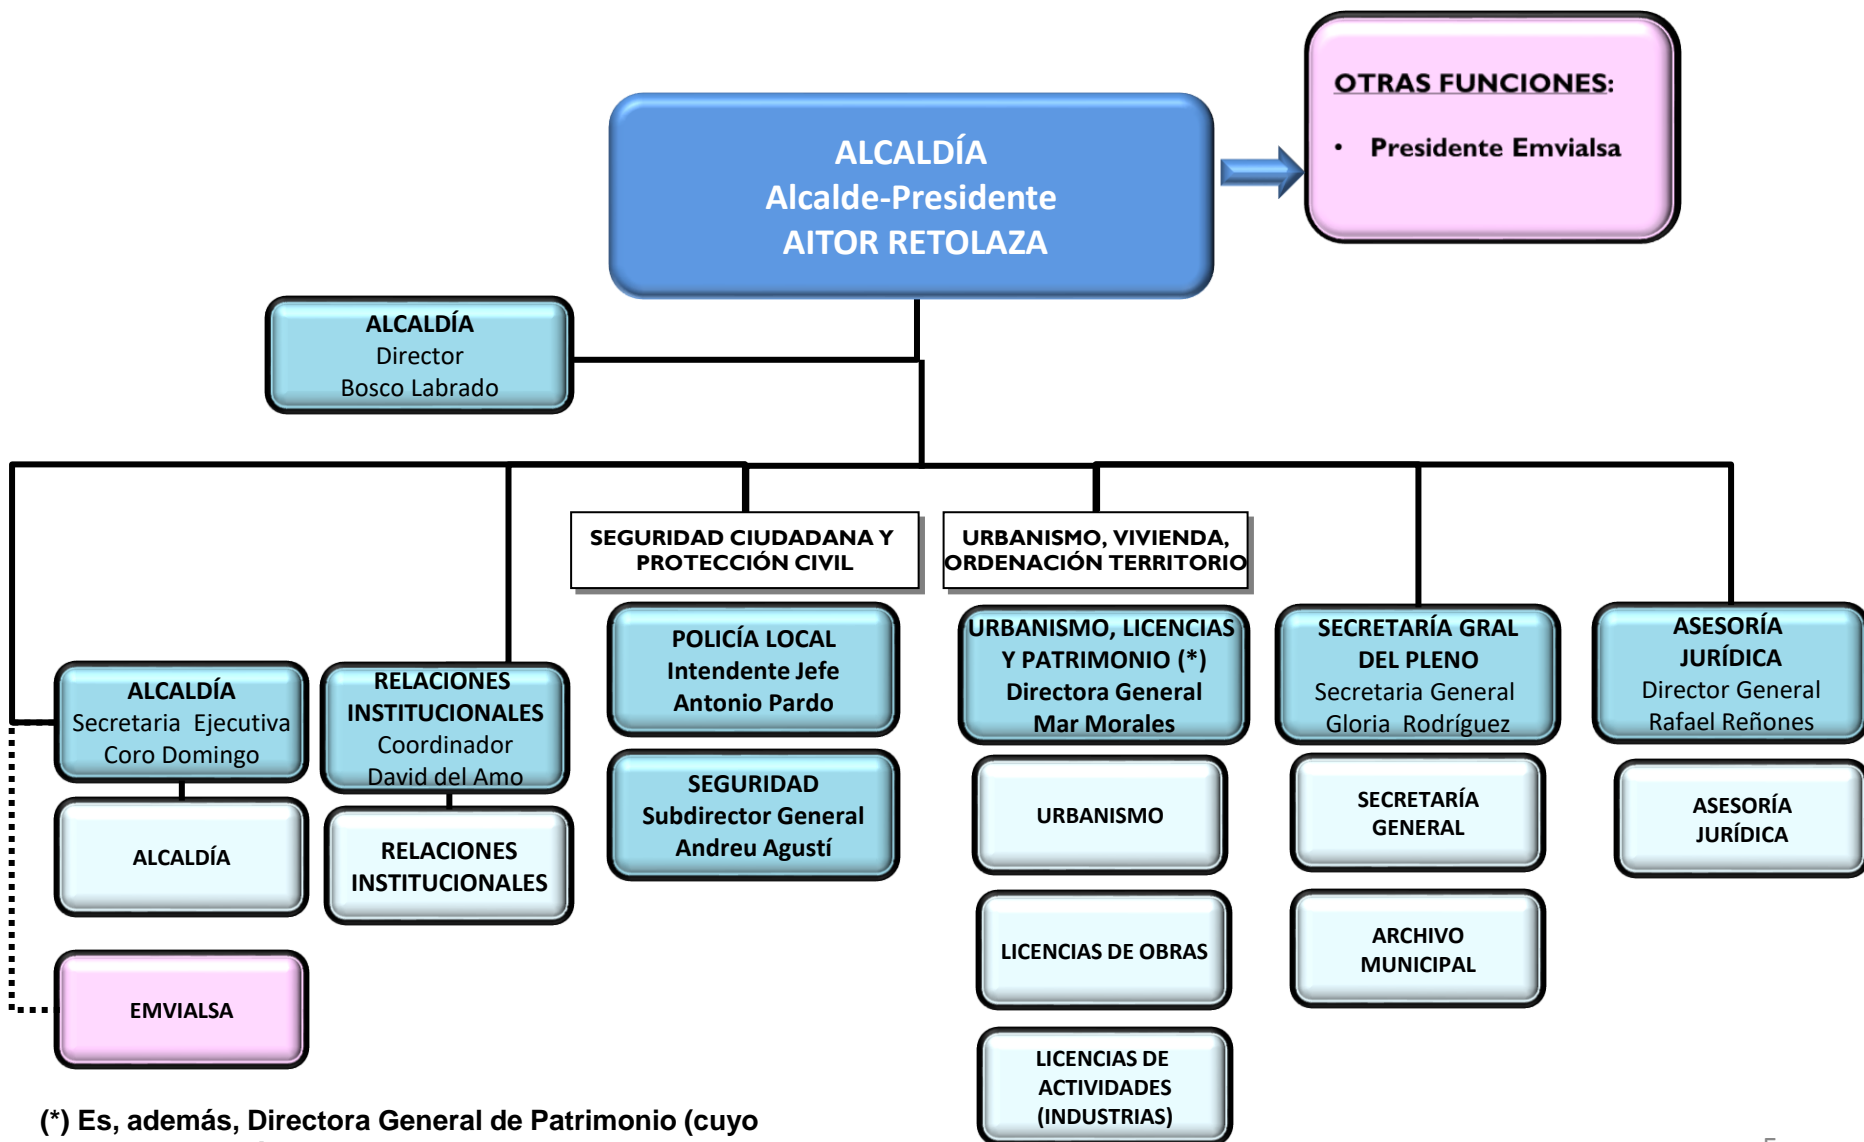 OTRAS FUNCIONES:
• Presidente Emvialsa
ALCALDÍA
Alcalde-Presidente
AITOR RETOLAZA
ALCALDÍA
Director
Bosco Labrado
SEGURIDAD CIUDADANA Y
PROTECCIÓN CIVIL
URBANISMO, VIVIENDA,
ORDENACIÓN TERRITORIO
ALCALDÍA
Secretaria Ejecutiva
Coro Domingo
ALCALDÍA
EMVIALSA
RELACIONES
INSTITUCIONALES
Coordinador
David del Amo
RELACIONES
INSTITUCIONALES
POLICÍA LOCAL
Intendente Jefe
Antonio Pardo
SEGURIDAD
Subdirector General
Andreu Agustí
URBANISMO, LICENCIAS
Y PATRIMONIO (*)
Directora General
Mar Morales
URBANISMO
LICENCIAS DE OBRAS
LICENCIAS DE
ACTIVIDADES
(INDUSTRIAS)
SECRETARÍA GRAL
DEL PLENO
Secretaria General
Gloria Rodríguez
SECRETARÍA
GENERAL
ARCHIVO
MUNICIPAL
ASESORÍA
JURÍDICA
Director General
Rafael Reñones
ASESORÍA
JURÍDICA
(*) Es, además, Directora General de Patrimonio (cuyo